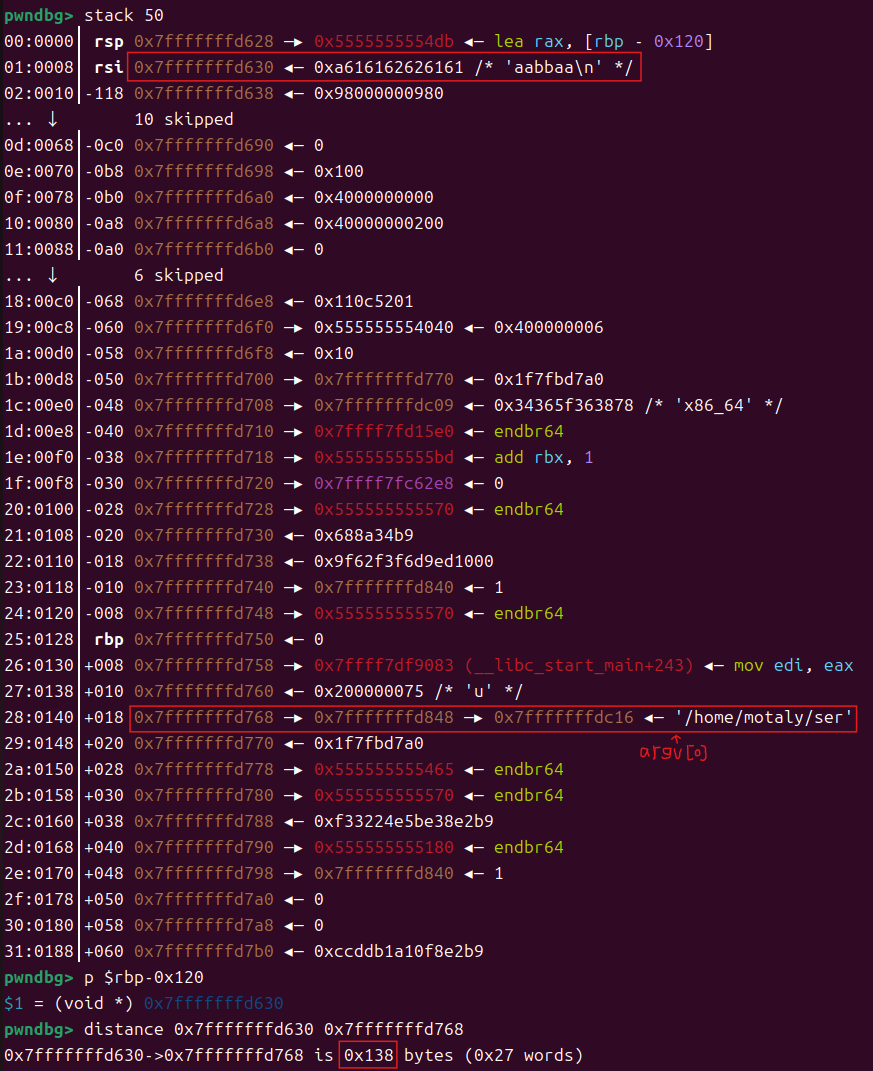 pwndbg> stack 50
00:0000│ rsp 0x7fffffffd628 —▸ 0x5555555554db ◂— lea rax, [rbp - 0x120]
01:0008│ rsi 0x7fffffffd630 ◂— 0xa616162626161 /* 'aabbaa\n' */
02:0010│-118 0x7fffffffd638 ◂— 0x98000000980
... ↓ 10 skipped
0d:0068│-0c0 0x7fffffffd690 ◂— 0
0e:0070│-0b8 0x7fffffffd698 ◂— 0x100
0f:0078│-0b0 0x7fffffffd6a0 ◂— 0x4000000000
10:0080│-0a8 0x7fffffffd6a8 ◂— 0x40000000200
11:0088│-0a0 0x7fffffffd6b0 ◂— 0
... ↓ 6 skipped
18:00c0│-068 0x7fffffffd6e8 ◂— 0x110c5201
19:00c8│-060 0x7fffffffd6f0 —▸ 0x555555554040 ◂— 0x400000006
1a:00d0│-058 0x7fffffffd6f8 ◂— 0x10
1b:00d8│-050 0x7fffffffd700 —▸ 0x7fffffffd770 ◂— 0x1f7fbd7a0
1c:00e0│-048 0x7fffffffd708 —▸ 0x7fffffffdc09 ◂— 0x34365f363878 /* 'x86_64' */
1d:00e8│-040 0x7fffffffd710 —▸ 0x7ffff7fd15e0 ◂— endbr64
1e:00f0│-038 0x7fffffffd718 —▸ 0x5555555555bd ◂— add rbx, 1
1f:00f8│-030 0x7fffffffd720 —▸ 0x7ffff7fc62e8 ◂— 0
20:0100│-028 0x7fffffffd728 —▸ 0x555555555570 ◂— endbr64
21:0108│-020 0x7fffffffd730 ◂— 0x688a34b9
22:0110│-018 0x7fffffffd738 ◂— 0x9f62f3f6d9ed1000
23:0118│-010 0x7fffffffd740 —▸ 0x7fffffffd840 ◂— 1
24:0120│-008 0x7fffffffd748 —▸ 0x555555555570 ◂— endbr64
25:0128│ rbp 0x7fffffffd750 ◂— 0
26:0130│+008 0x7fffffffd758 —▸ 0x7ffff7df9083 (__libc_start_main+243) ◂— mov edi, eax
27:0138│+010 0x7fffffffd760 ◂— 0x200000075 /* 'u' */
28:0140│+018 0x7fffffffd768 —▸ 0x7fffffffd848 —▸ 0x7fffffffdc16 ◂— '/home/motaly/ser'
29:0148│+020 0x7fffffffd770 ◂— 0x1f7fbd7a0
argv[0]
2a:0150│+028 0x7fffffffd778 —▸ 0x555555555465 ◂— endbr64
2b:0158│+030 0x7fffffffd780 —▸ 0x555555555570 ◂— endbr64
2c:0160│+038 0x7fffffffd788 ◂— 0xf33224e5be38e2b9
2d:0168│+040 0x7fffffffd790 —▸ 0x555555555180 ◂— endbr64
2e:0170│+048 0x7fffffffd798 —▸ 0x7fffffffd840 ◂— 1
2f:0178│+050 0x7fffffffd7a0 ◂— 0
30:0180│+058 0x7fffffffd7a8 ◂— 0
31:0188│+060 0x7fffffffd7b0 ◂— 0xccddb1a10f8e2b9
pwndbg> p $rbp-0x120
$1 = (void *) 0x7fffffffd630
pwndbg> distance 0x7fffffffd630 0x7fffffffd768
0x7fffffffd630->0x7fffffffd768 is 0x138 bytes (0x27 words)